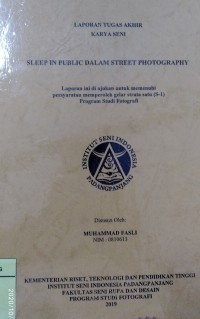 LAPORAN TUGAS AKHIR
KARYA SENI
SLEEP IN PUBLIC DALAM STREET PHOTOGRAPHY
Laporan ini di ajukan untuk memenuhi
persyaratan memperoleh gelar strata satu (S-1)
Program Studi Fotografi
INSTITUT SENI INDONESIA
PADANGPANJANG
Disusun Oleh:
MUHAMMAD FASLI
NIM :
KEMENTERIAN RISET, TEKNOLOGI DAN PENDIDIKAN TINGGI
INSTITUT SENI INDONESIA PADANGPANJANG
FAKULTAS SENI RUPA DAN DESAIN
PROGRAM STUDI FOTOGRAFI
2019